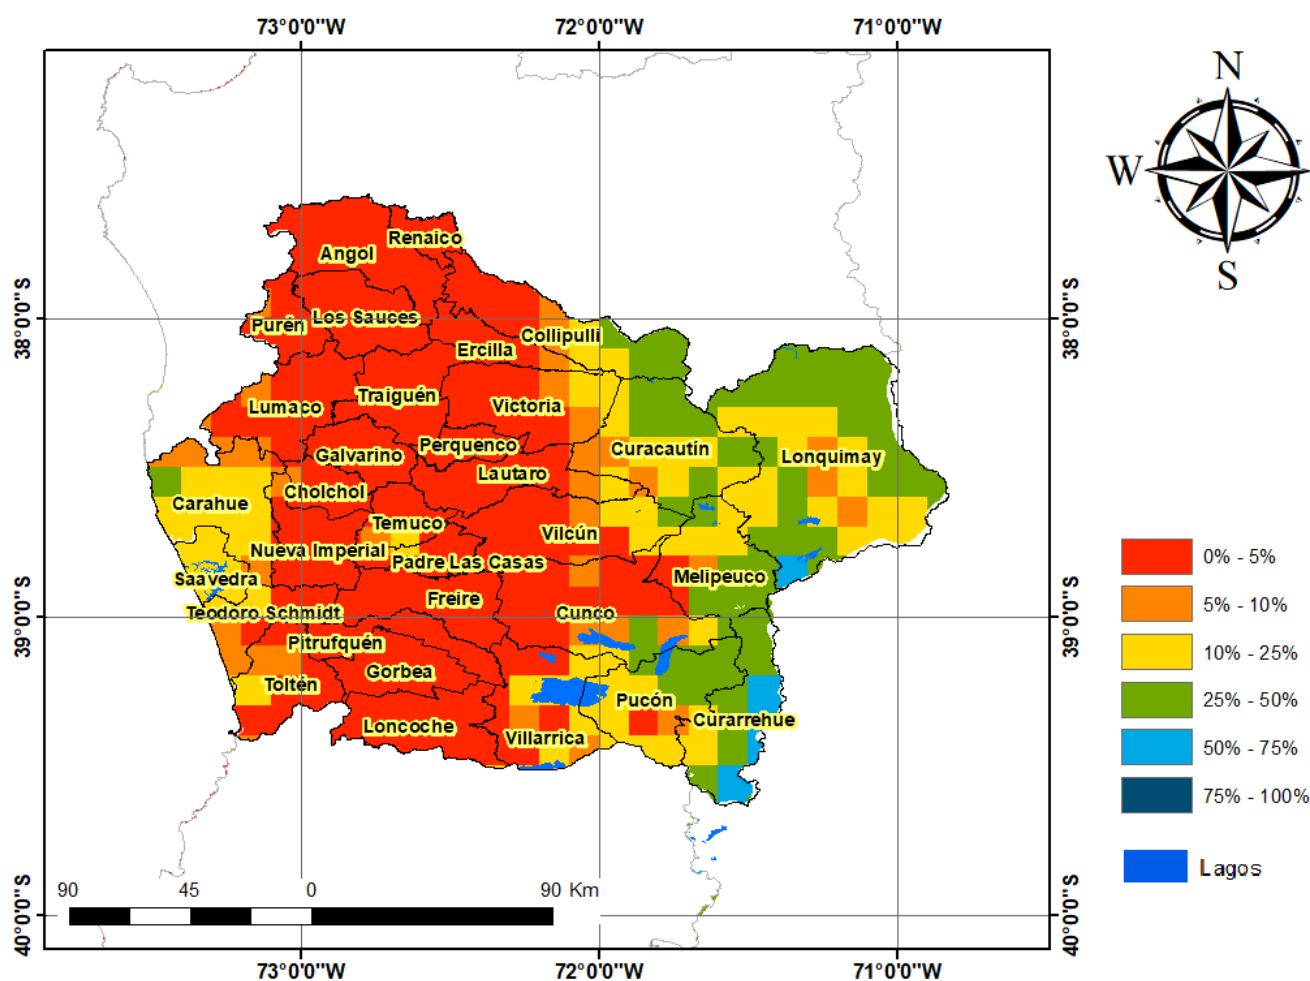 73°0'0"W 72°0'0"W 71°0'0"W
N
W
S
38°0'0"S
38°0'0"S
39°0'0"S
39°0'0"S
40°0'0"S
40°0'0"S
Renaico
Angol
Los Sauces
Purén
Collipulli
Ercilla
Traiguén
Lumaco
Victoria
Perquenco
Curacautín
Lonquimay
Galvarino
Lautaro
Cholchol
Carahue
Temuco
Vilcún
Nueva Imperial
Padre Las Casas
Saavedra
Melipeuco
Freire
Teodoro Schmidt
Cunco
Pitrufquén
Gorbea
Toltén
Pucón
Curarrehue
Loncoche
Villarrica
0% - 5%
5% - 10%
10% - 25%
25% - 50%
50% - 75%
75% - 100%
Lagos
90 45 0 90 Km
73°0'0"W 72°0'0"W 71°0'0"W